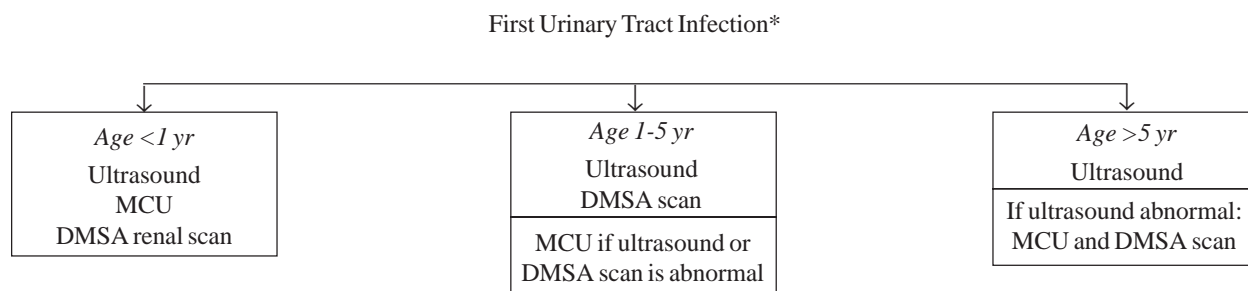 First Urinary Tract Infection*
Age <1 yr
Ultrasound
MCU
DMSA renal scan
Age 1-5 yr
Ultrasound
DMSA scan
MCU if ultrasound or
DMSA scan is abnormal
Age >5 yr
Ultrasound
If ultrasound abnormal:
MCU and DMSA scan